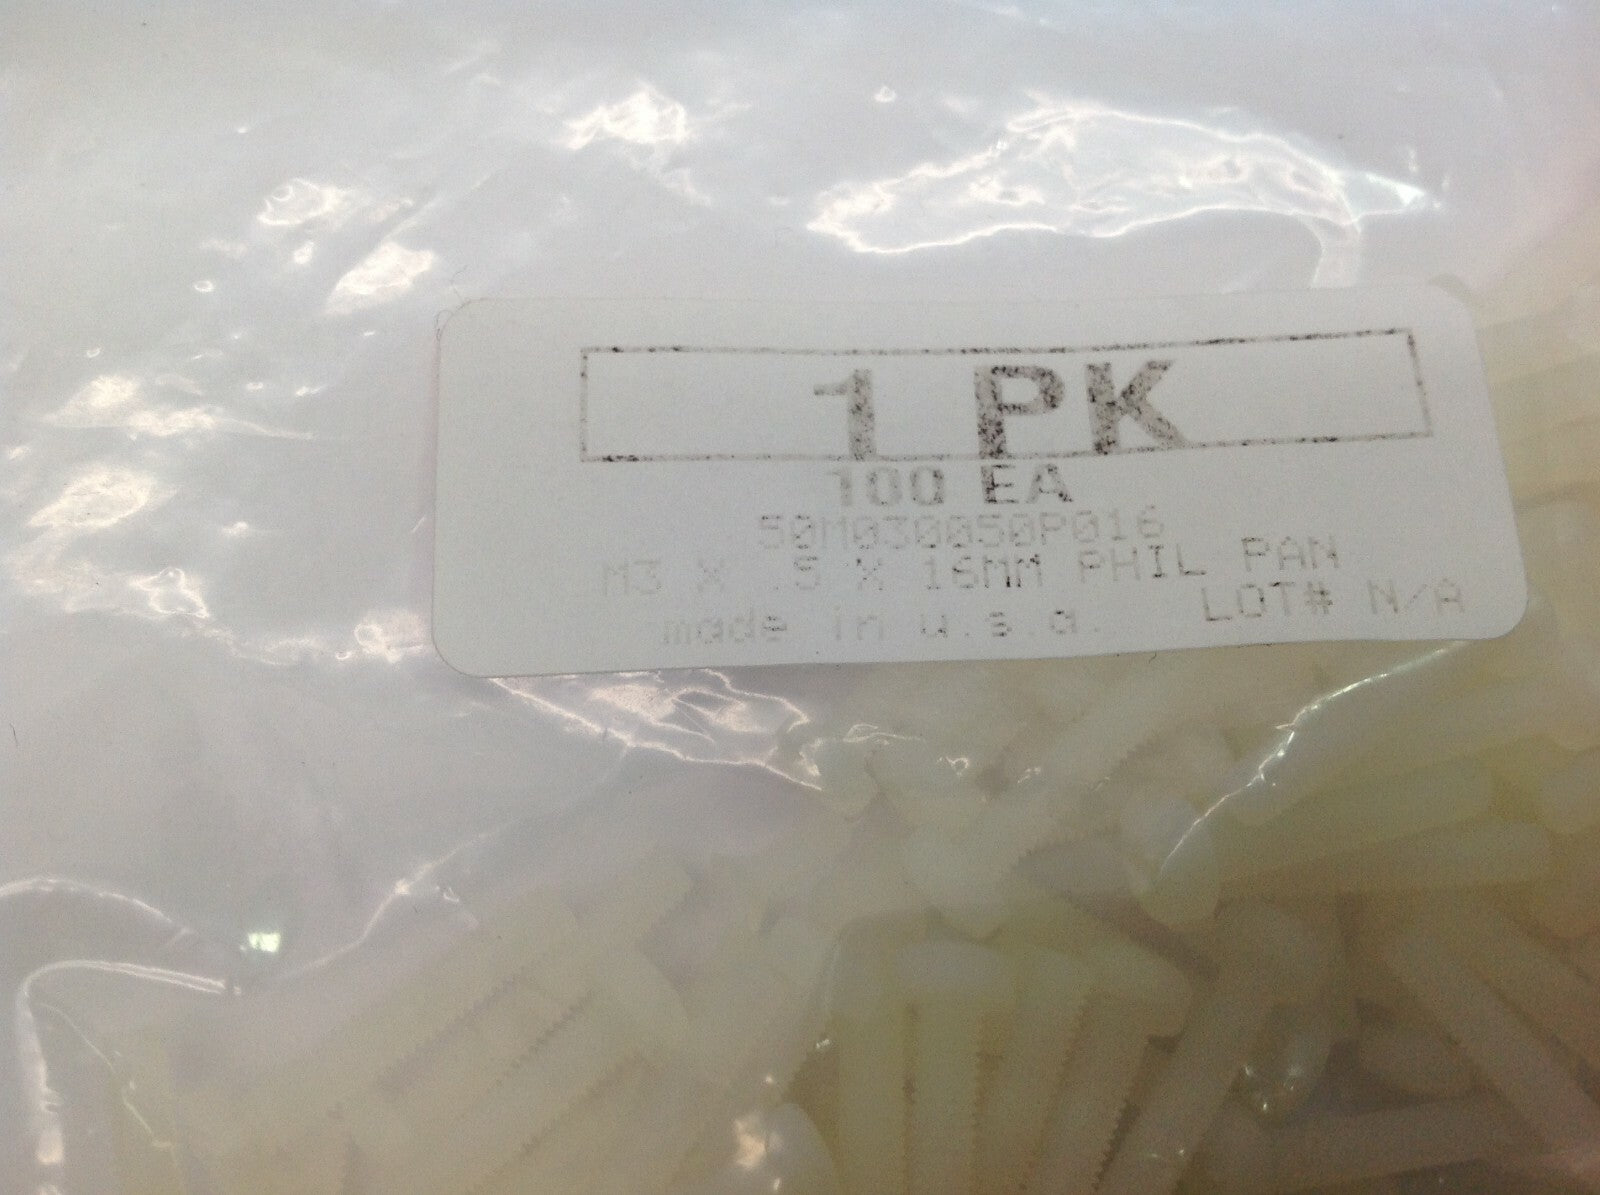 1 PK
100 EA
50M030050P016
M3 X .5 X 16MM PHIL PAN
made in u.s.a. LOT# N/A